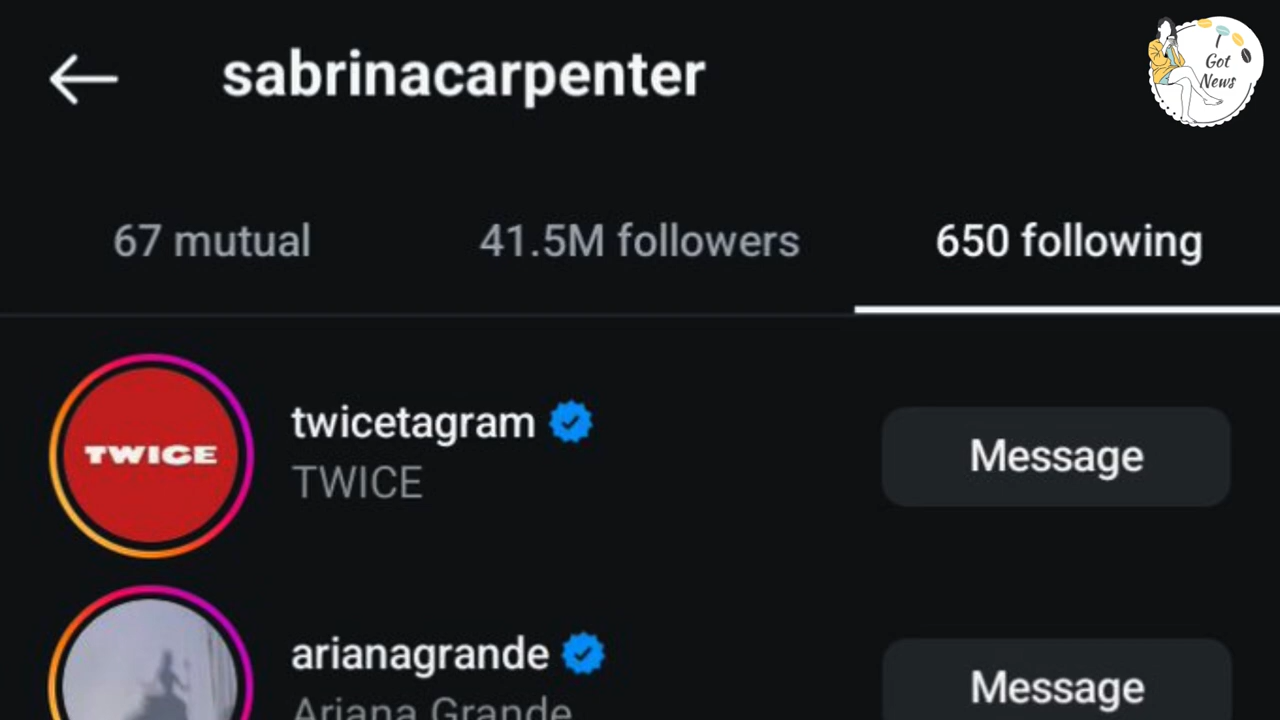 sabrinacarpenter
I
Got
News
67 mutual
41.5M followers
650 following
TWICE
twicetagram
TWICE
Message
arianagrande
Ariana Grande
Message